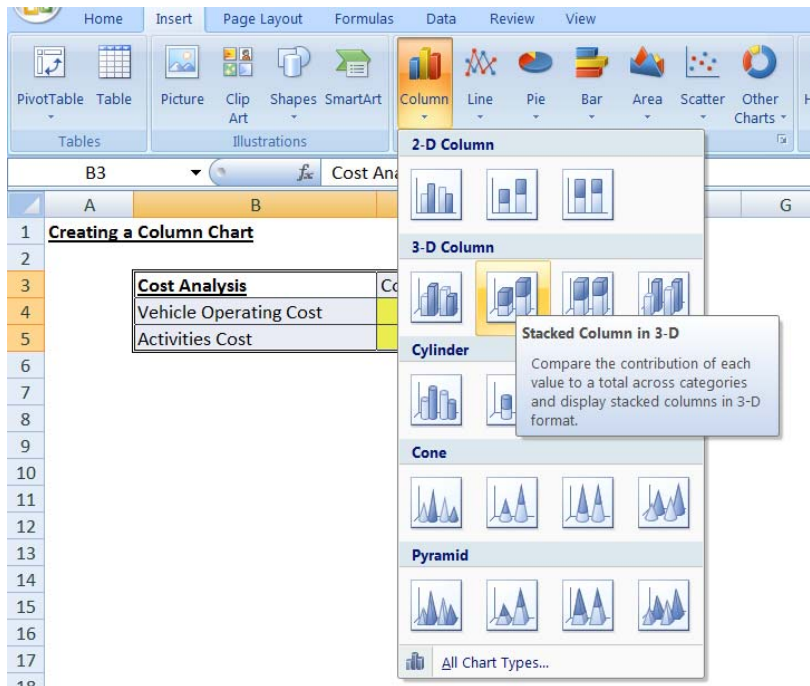 Home Insert Page Layout Formulas Data Review View
PivotTable Table Picture Clip Art Shapes SmartArt Column Line Pie Bar Area Scatter Other Charts
Tables Illustrations
B3 fx Cost
A B G
1 Creating a Column Chart
2
3 Cost Analysis
4 Vehicle Operating Cost
5 Activities Cost
6
7
8
9
10
11
12
13
14
15
16
17
18
2-D Column
3-D Column
Stacked Column in 3-D
Compare the contribution of each
value to a total across categories
and display stacked columns in 3-D
format.
Cylinder
Cone
Pyramid
All Chart Types...